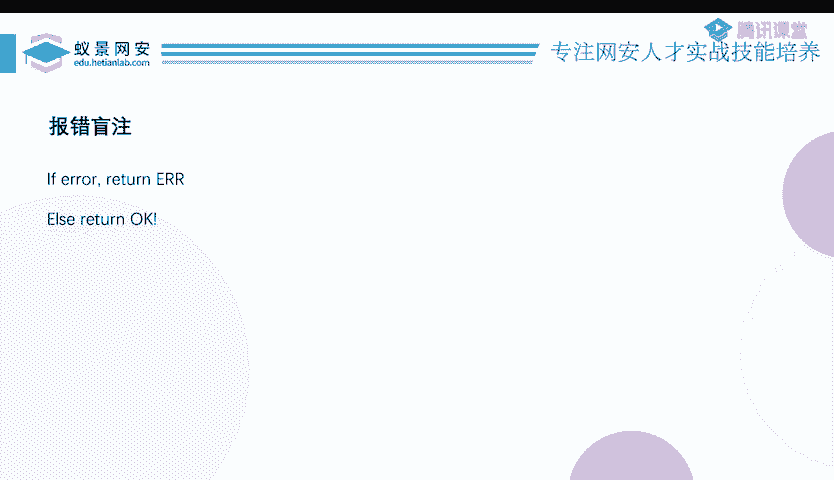 蚁景网安
edu.hetianlab.com
腾讯课堂
专注网安人才实战技能培养
报错盲注
If error, return ERR
Else return OK!